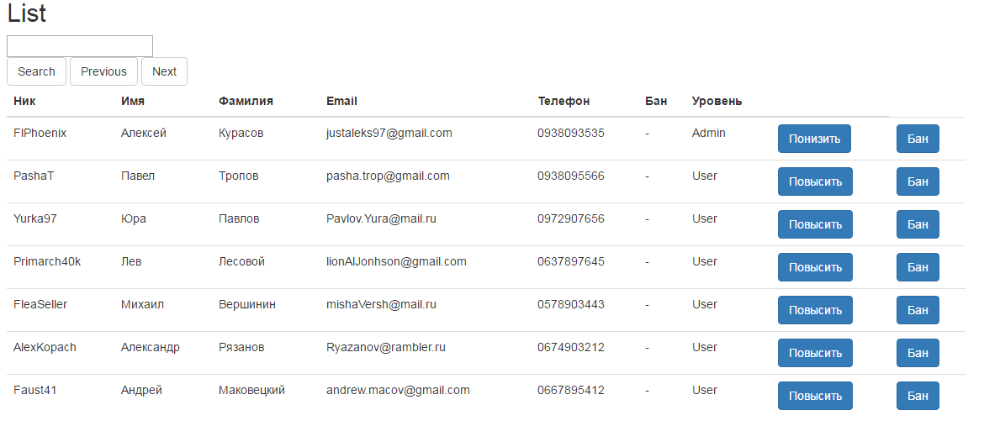 List
Search Previous Next
Ник Имя Фамилия Email Телефон Бан Уровень
FlPhoenix Алексей Курасов justaleks97@gmail.com 0938093535 - Admin Понизить Бан
PashaT Павел Тропов pasha.trop@gmail.com 0938095566 - User Повысить Бан
Yurka97 Юра Павлов Pavlov.Yura@mail.ru 0972907656 - User Повысить Бан
Primarch40k Лев Лесовой lionAlJonhson@gmail.com 0637897645 - User Повысить Бан
FleaSeller Михаил Вершинин mishaVersh@mail.ru 0578903443 - User Повысить Бан
AlexKopach Александр Рязанов Ryazanov@rambler.ru 0674903212 - User Повысить Бан
Faust41 Андрей Маковецкий andrew.macov@gmail.com 0667895412 - User Повысить Бан